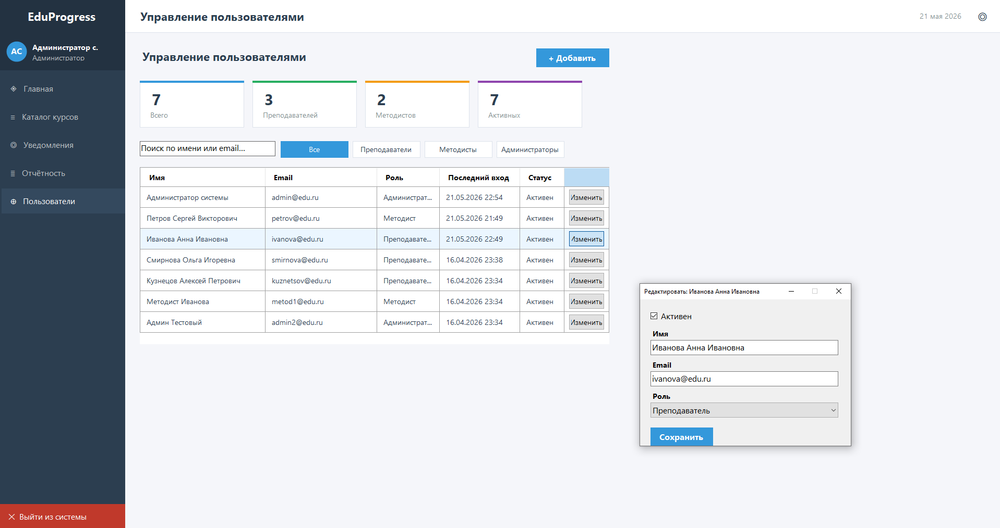 EduProgress
Управление пользователями
21 мая 2026
АС
Администратор с.
Администратор
Главная
Каталог курсов
Уведомления
Отчётность
Пользователи
Выйти из системы
Управление пользователями
+ Добавить
7
Всего
3
Преподавателей
2
Методистов
7
Активных
Поиск по имени или email...
Все
Преподаватели
Методисты
Администраторы
Имя Email Роль Последний вход Статус
Администратор системы admin@edu.ru Администрат... 21.05.2026 22:54 Активен Изменить
Петров Сергей Викторович petrov@edu.ru Методист 21.05.2026 21:49 Активен Изменить
Иванова Анна Ивановна ivanova@edu.ru Преподавате... 21.05.2026 22:49 Активен Изменить
Смирнова Ольга Игоревна smirnova@edu.ru Преподавате... 16.04.2026 23:38 Активен Изменить
Кузнецов Алексей Петрович kuznetsov@edu.ru Преподавате... 16.04.2026 23:34 Активен Изменить
Методист Иванова metod1@edu.ru Методист 16.04.2026 23:34 Активен Изменить
Админ Тестовый admin2@edu.ru Администрат... 16.04.2026 23:34 Активен Изменить
Редактировать: Иванова Анна Ивановна
Активен
Имя
Иванова Анна Ивановна
Email
ivanova@edu.ru
Роль
Преподаватель
Сохранить